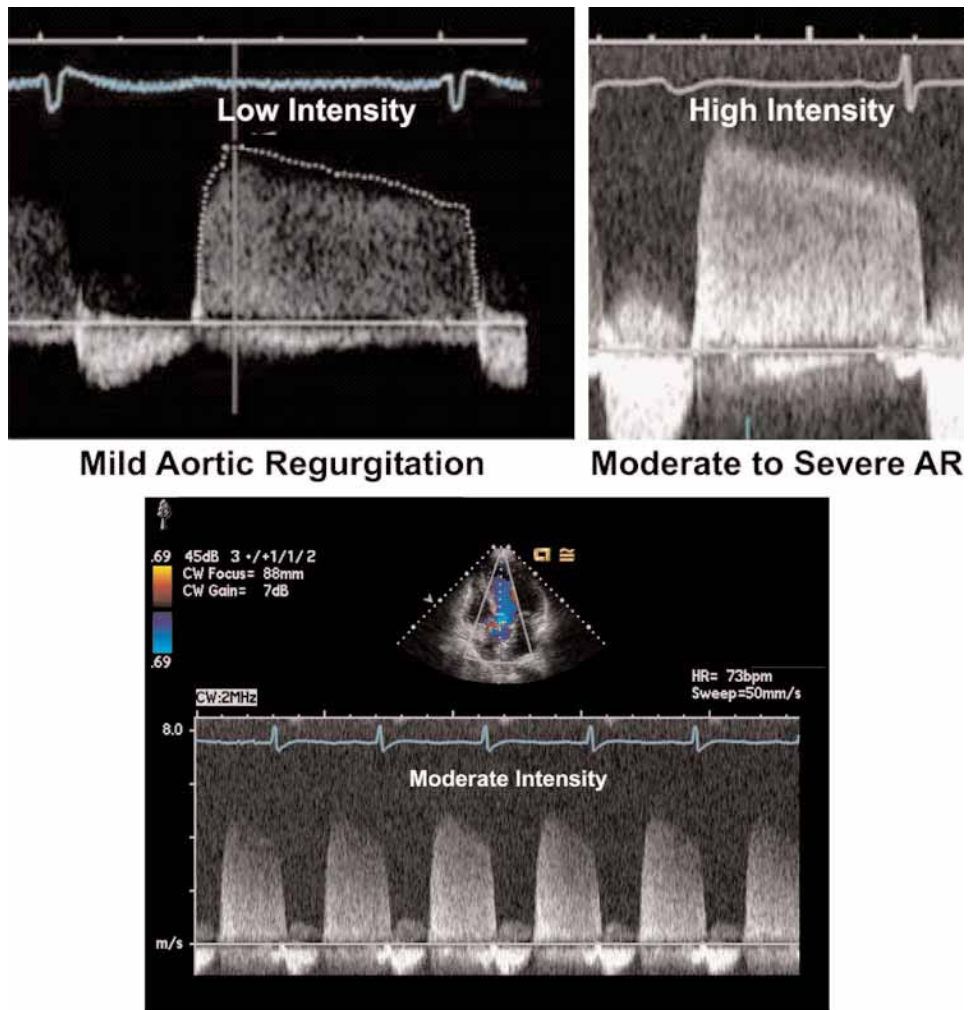 Low Intensity
High Intensity
Mild Aortic Regurgitation
Moderate to Severe AR
.69 45dB 3 •/+1/1/2
CW Focus= 88mm
CW Gain= 7dB
.69
HR= 73bpm
Sweep=50mm/s
CW:2MHz
8.0
Moderate Intensity
m/s